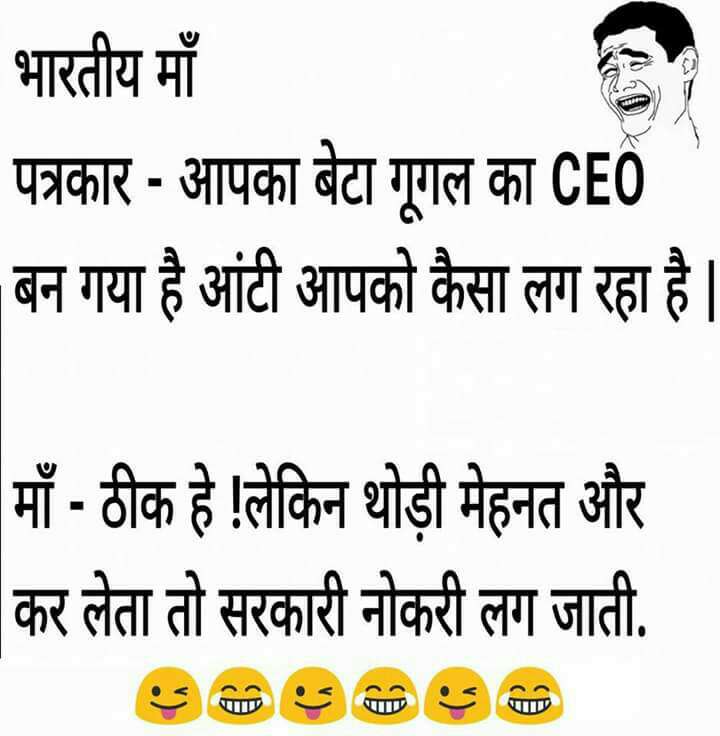 भारतीय माँ
पत्रकार - आपका बेटा गूगल का CEO
बन गया है आंटी आपको कैसा लग रहा है |
माँ - ठीक हे !लेकिन थोड़ी मेहनत और
कर लेता तो सरकारी नोकरी लग जाती.